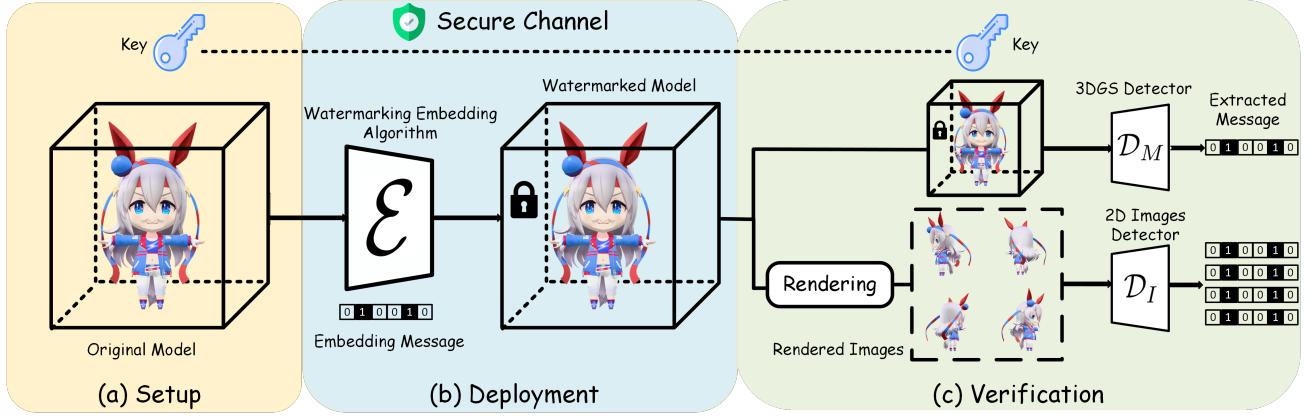 Secure Channel
Key
Key
Original Model
(a) Setup
Watermarking Embedding
Algorithm
ℰ
0 1 0 0 1 0
Embedding Message
Watermarked Model
(b) Deployment
3DGS Detector
𝒟_M
Extracted
Message
0 1 0 0 1 0
Rendering
Rendered Images
2D Images
Detector
𝒟_I
0 1 0 0 1 0
0 1 0 0 1 0
0 1 0 0 1 0
0 1 0 0 1 0
(c) Verification